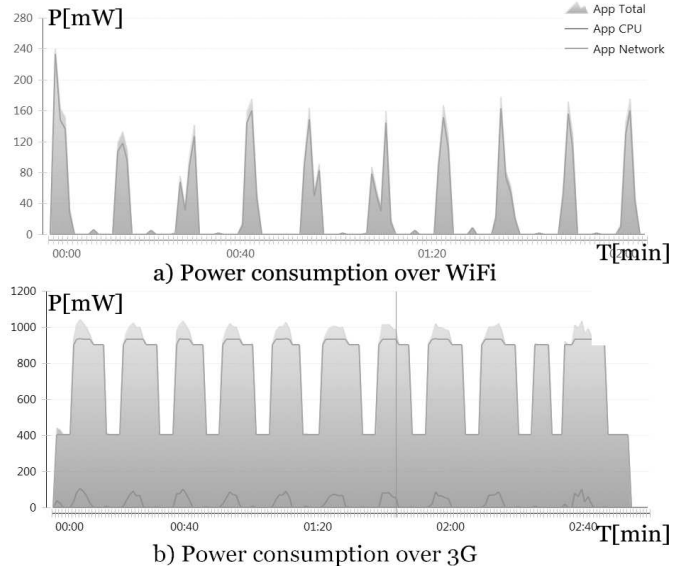 P[mW]
App Total
App CPU
App Network
280
240
200
160
120
80
40
0
00:00
00:40
01:20
02:00
T[min]
a) Power consumption over WiFi
P[mW]
1200
1000
800
600
400
200
0
00:00
00:40
01:20
02:00
02:40
T[min]
b) Power consumption over 3G